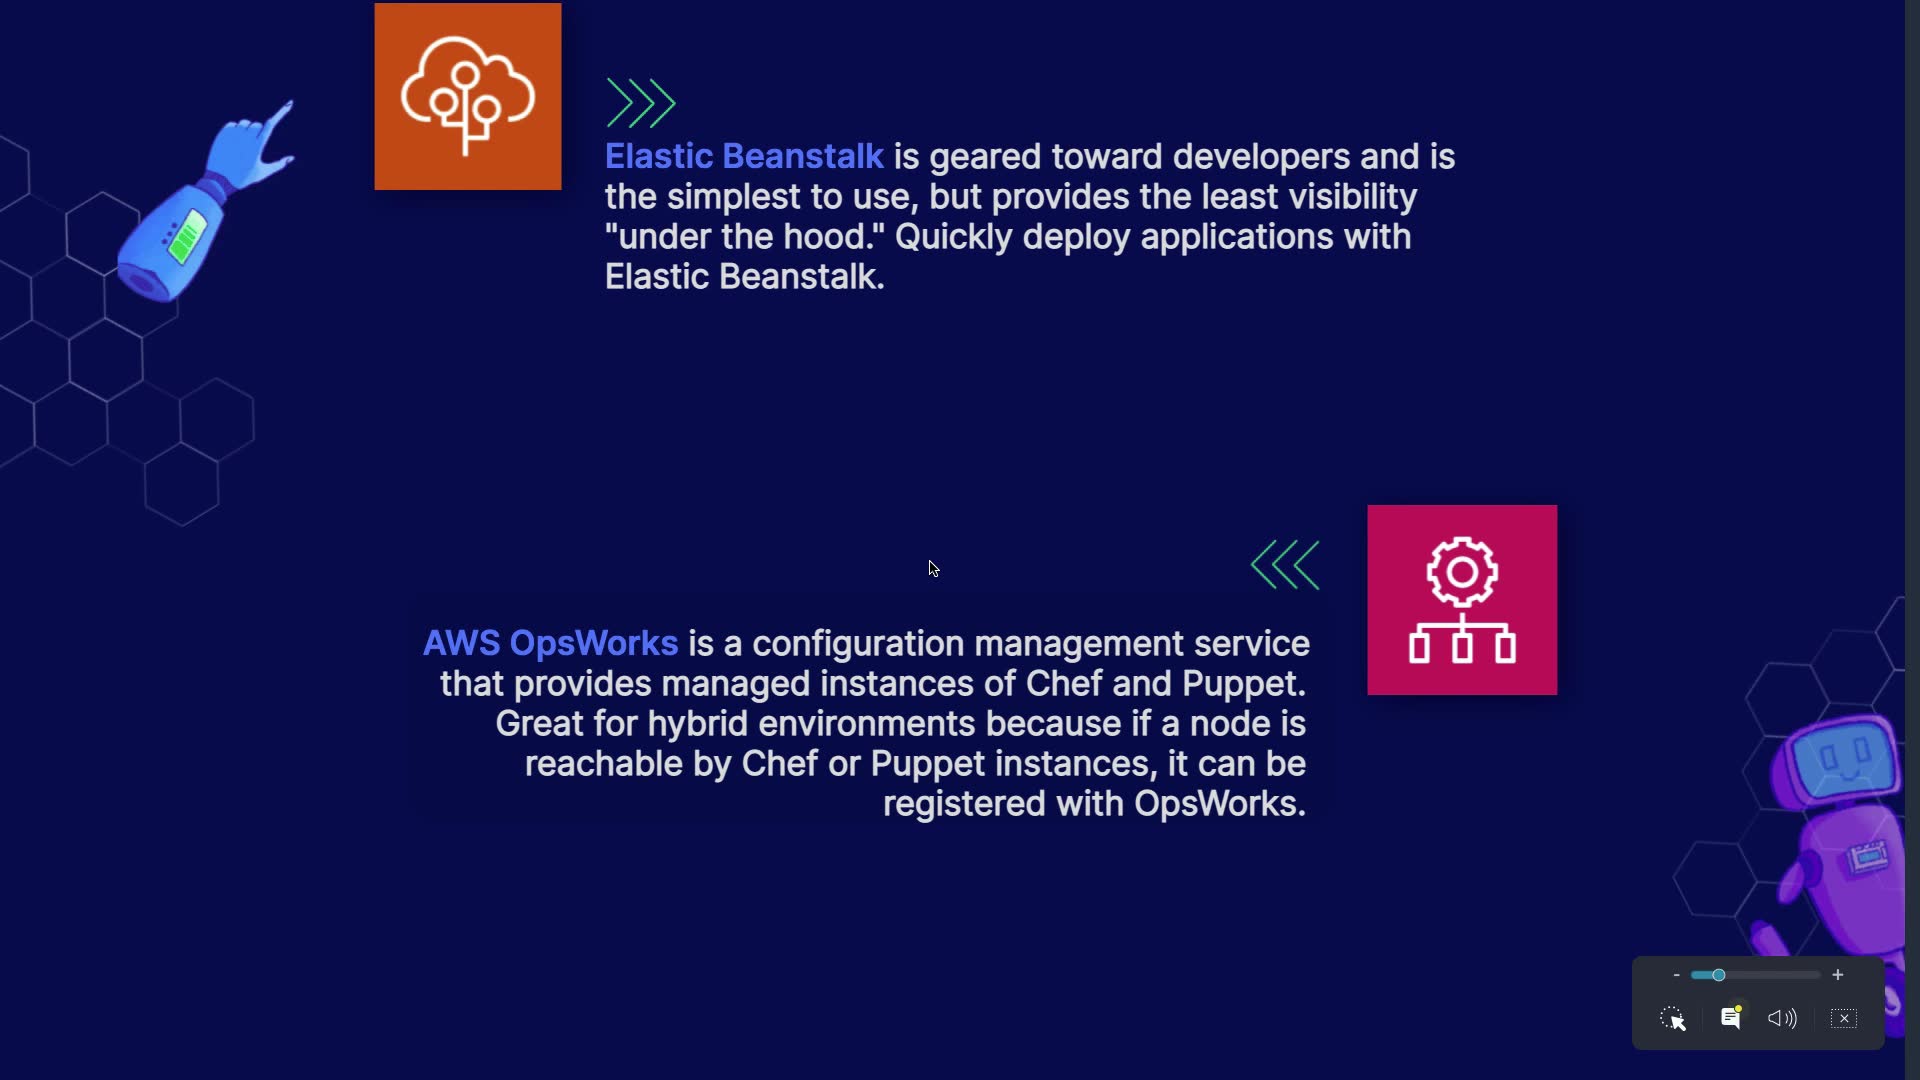 Elastic Beanstalk is geared toward developers and is
the simplest to use, but provides the least visibility
"under the hood." Quickly deploy applications with
Elastic Beanstalk.
AWS OpsWorks is a configuration management service
that provides managed instances of Chef and Puppet.
Great for hybrid environments because if a node is
reachable by Chef or Puppet instances, it can be
registered with OpsWorks.
- +